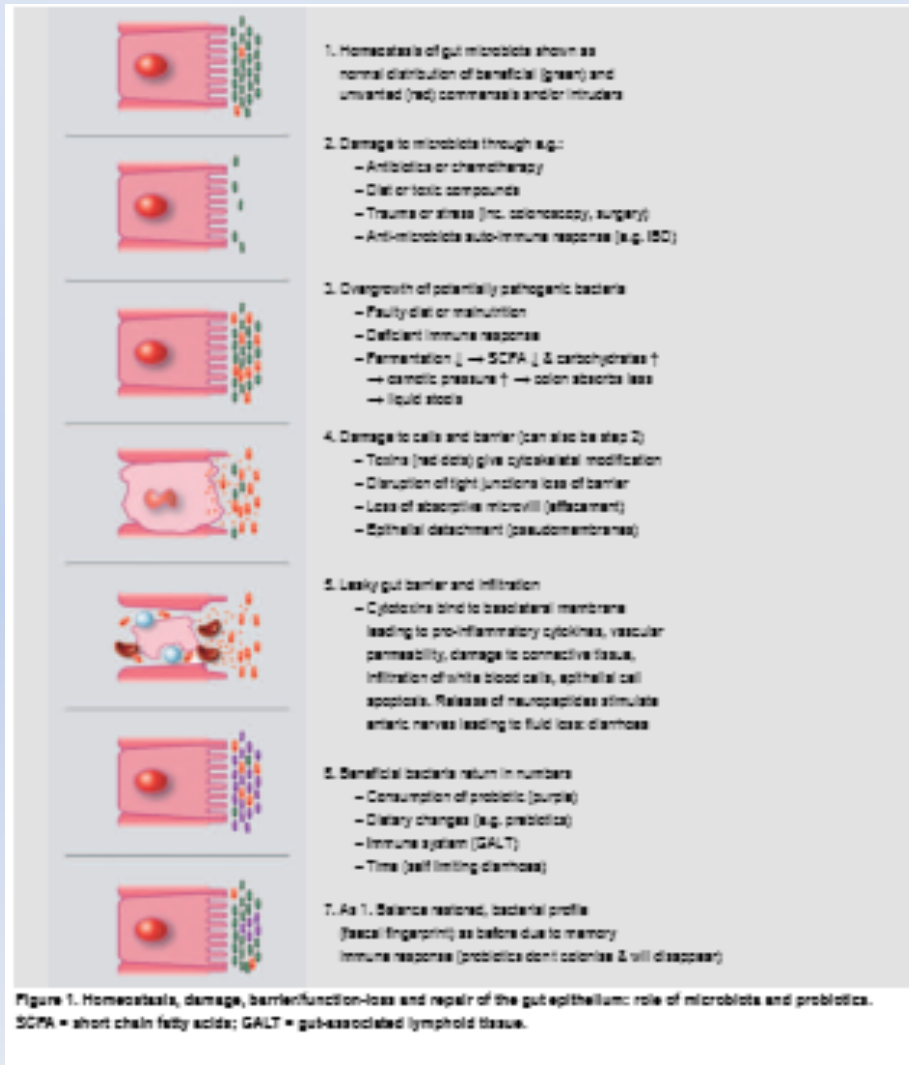 1. Homeostasis of gut microbiota shown as
normal distribution of beneficial (green) and
unwanted (red) commensals and/or intruders
2. Damage to microbiota through e.g.:
– Antibiotics or chemotherapy
– Diet or toxic compounds
– Trauma or stress (inc. colonoscopy, surgery)
– Anti-microbiota auto-immune response (e.g. IBD)
3. Overgrowth of potentially pathogenic bacteria
– Faulty diet or malnutrition
– Deficient immune response
– Fermentation ↓ → SCFA ↓ & carbohydrates ↑
→ osmotic pressure ↑ → colon absorbs less
→ liquid stools
4. Damage to cells and barrier (can also be step 2)
– Toxins (red dots) give cytoskeletal modification
– Disruption of tight junctions loss of barrier
– Loss of absorptive microvilli (effacement)
– Epithelial detachment (pseudomembranes)
5. Leaky gut barrier and infiltration
– Cytotoxins bind to basolateral membrane
leading to pro-inflammatory cytokines, vascular
permeability, damage to connective tissue,
infiltration of white blood cells, epithelial cell
apoptosis. Release of neuropeptides stimulate
enteric nerves leading to fluid loss: diarrhoea
6. Beneficial bacteria return in numbers
– Consumption of probiotic (purple)
– Dietary changes (e.g. prebiotics)
– Immune system (GALT)
– Time (self limiting diarrhoea)
7. As 1. Balance restored, bacterial profile
(faecal fingerprint) as before due to memory
immune response (probiotics don't colonise & will disappear)
Figure 1. Homeostasis, damage, barrier/function-loss and repair of the gut epithelium: role of microbiota and probiotics.
SCFA = short chain fatty acids; GALT = gut-associated lymphoid tissue.